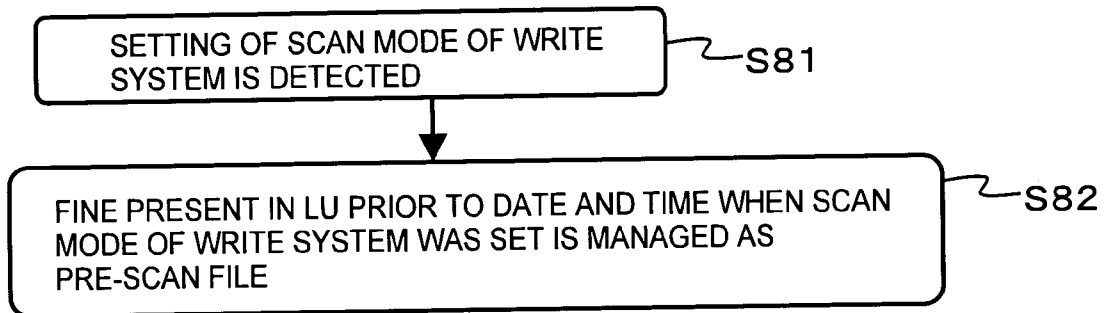 SETTING OF SCAN MODE OF WRITE
SYSTEM IS DETECTED
S81
FINE PRESENT IN LU PRIOR TO DATE AND TIME WHEN SCAN
MODE OF WRITE SYSTEM WAS SET IS MANAGED AS
PRE-SCAN FILE
S82